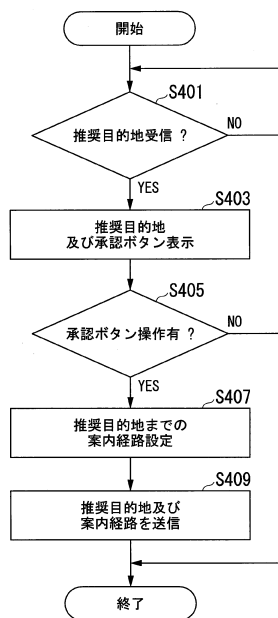 開始
S401
推奨目的地受信 ?
NO
YES
S403
推奨目的地
及び承認ボタン表示
S405
承認ボタン操作有 ?
NO
YES
S407
推奨目的地までの
案内経路設定
S409
推奨目的地及び
案内経路を送信
終了